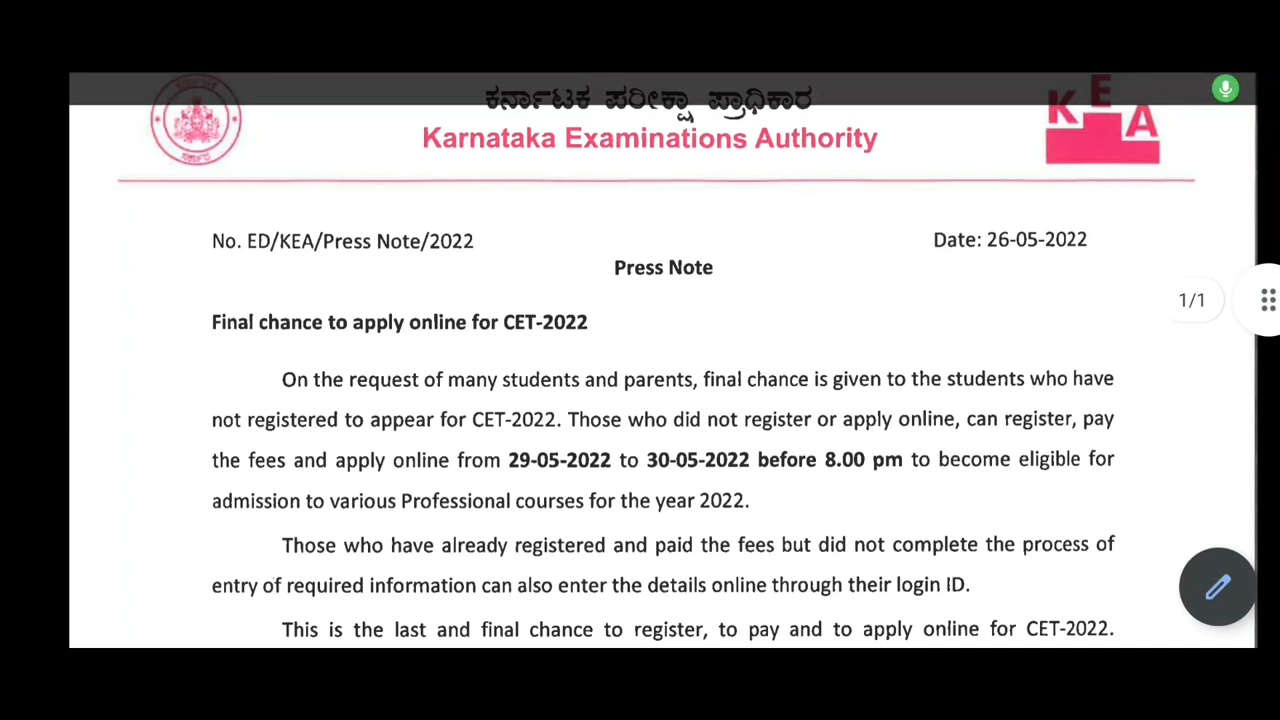 ಕರ್ನಾಟಕ ಪರೀಕ್ಷಾ ಪ್ರಾಧಿಕಾರ
KEA
Karnataka Examinations Authority
No. ED/KEA/Press Note/2022
Date: 26-05-2022
Press Note
1/1
Final chance to apply online for CET-2022
On the request of many students and parents, final chance is given to the students who have
not registered to appear for CET-2022. Those who did not register or apply online, can register, pay
the fees and apply online from 29-05-2022 to 30-05-2022 before 8.00 pm to become eligible for
admission to various Professional courses for the year 2022.
Those who have already registered and paid the fees but did not complete the process of
entry of required information can also enter the details online through their login ID.
This is the last and final chance to register, to pay and to apply online for CET-2022.